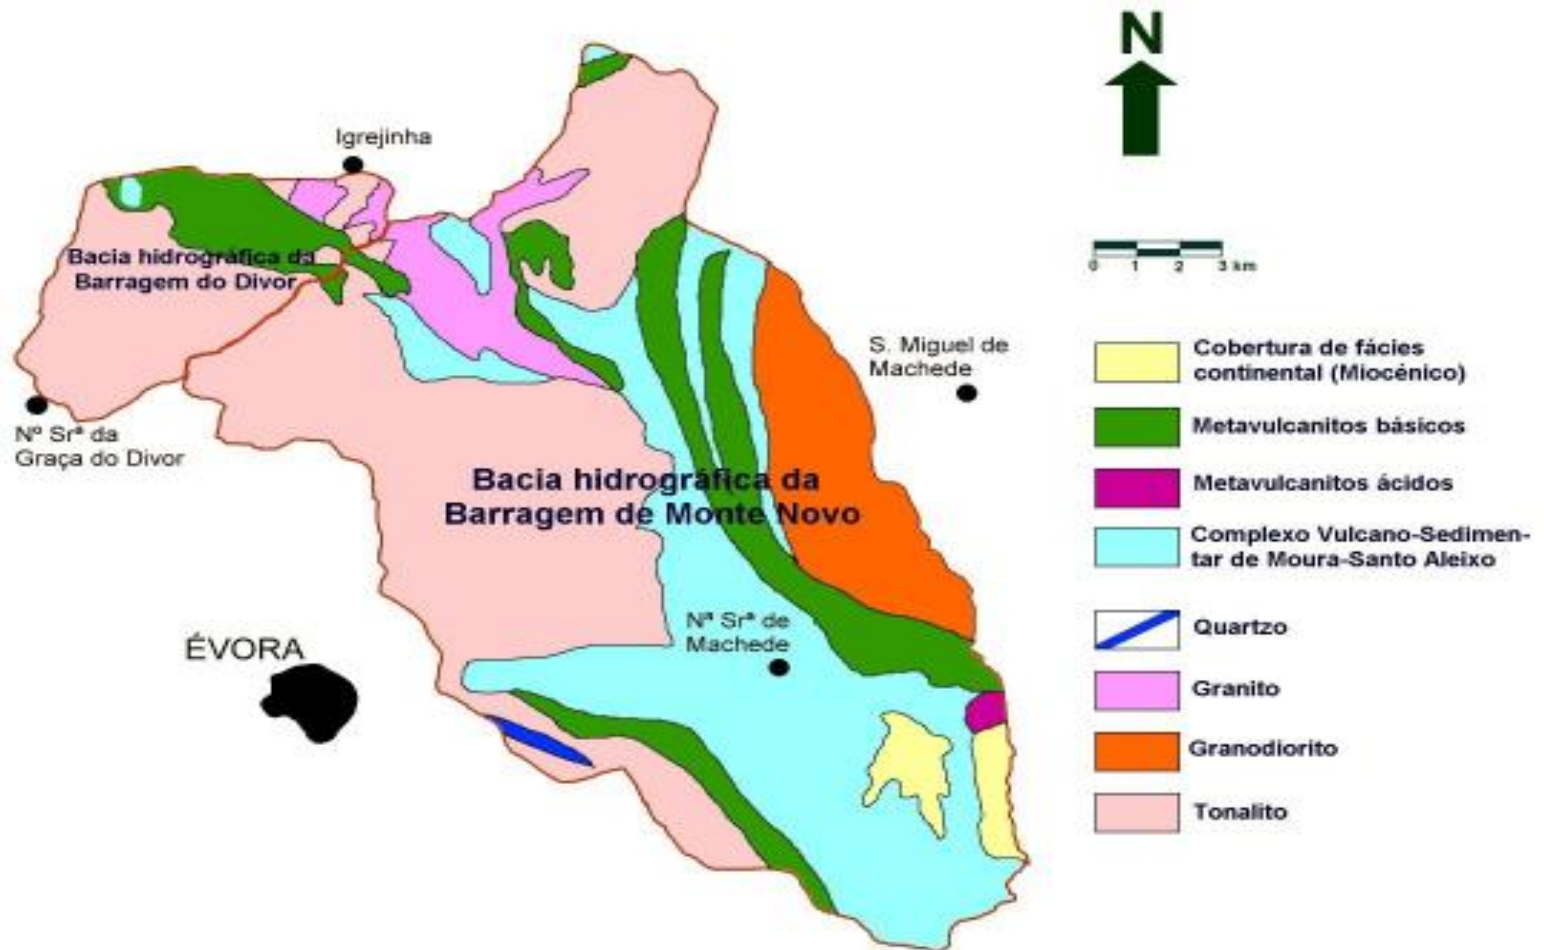 N
Igrejinha
Bacia hidrográfica da
Barragem do Divor
0 1 2 3 km
S. Miguel de
Machede
Cobertura de fácies
continental (Miocénico)
Nº Srª da
Graça do Divor
Metavulcanitos básicos
Bacia hidrográfica da
Barragem de Monte Novo
Metavulcanitos ácidos
Complexo Vulcano-Sedimen-
tar de Moura-Santo Aleixo
Nª Srª de
Machede
Quartzo
ÉVORA
Granito
Granodiorito
Tonalito